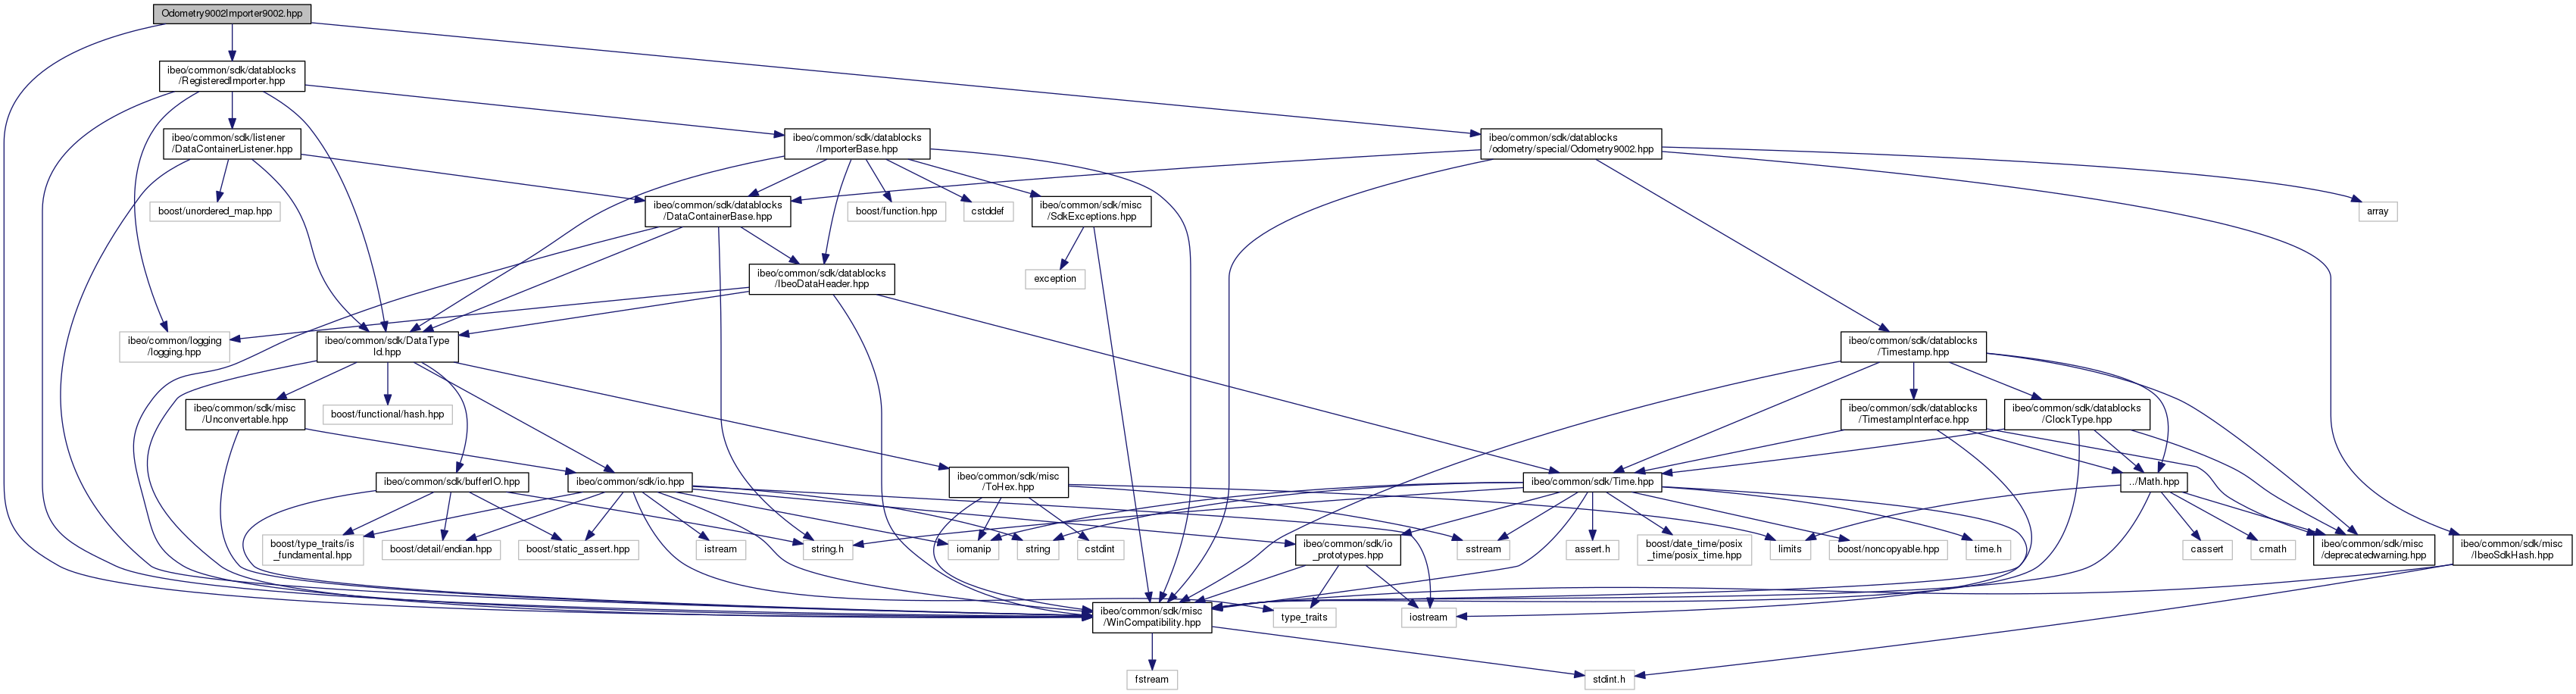 Odometry9002Importer9002.hpp
ibeo/common/sdk/datablocks
/RegisteredImporter.hpp
ibeo/common/sdk/listener
/DataContainerListener.hpp
ibeo/common/sdk/datablocks
/ImporterBase.hpp
ibeo/common/sdk/datablocks
/odometry/special/Odometry9002.hpp
boost/unordered_map.hpp
ibeo/common/sdk/datablocks
/DataContainerBase.hpp
boost/function.hpp
cstddef
ibeo/common/sdk/misc
/SdkExceptions.hpp
array
ibeo/common/sdk/datablocks
/IbeoDataHeader.hpp
exception
ibeo/common/logging
/logging.hpp
ibeo/common/sdk/DataType
Id.hpp
ibeo/common/sdk/datablocks
/Timestamp.hpp
ibeo/common/sdk/misc
/Unconvertable.hpp
boost/functional/hash.hpp
ibeo/common/sdk/datablocks
/TimestampInterface.hpp
ibeo/common/sdk/datablocks
/ClockType.hpp
ibeo/common/sdk/bufferIO.hpp
ibeo/common/sdk/io.hpp
ibeo/common/sdk/misc
/ToHex.hpp
ibeo/common/sdk/Time.hpp
../Math.hpp
boost/type_traits/is
_fundamental.hpp
boost/detail/endian.hpp
boost/static_assert.hpp
istream
string.h
iomanip
string
cstdint
ibeo/common/sdk/io
_prototypes.hpp
sstream
assert.h
boost/date_time/posix
_time/posix_time.hpp
limits
boost/noncopyable.hpp
time.h
cassert
cmath
ibeo/common/sdk/misc
/deprecatedwarning.hpp
ibeo/common/sdk/misc
/IbeoSdkHash.hpp
ibeo/common/sdk/misc
/WinCompatibility.hpp
type_traits
iostream
fstream
stdint.h